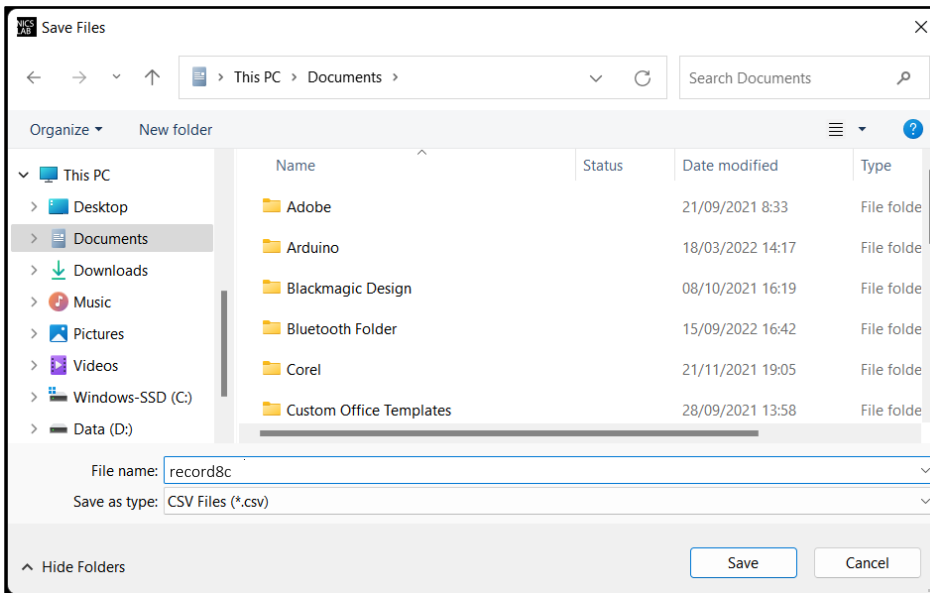 NICS LAB Save Files
This PC > Documents >
Search Documents
Organize New folder
Name Status Date modified Type
This PC
Desktop
Documents
Downloads
Music
Pictures
Videos
Windows-SSD (C:)
Data (D:)
Adobe 21/09/2021 8:33 File folde
Arduino 18/03/2022 14:17 File folde
Blackmagic Design 08/10/2021 16:19 File folde
Bluetooth Folder 15/09/2022 16:42 File folde
Corel 21/11/2021 19:05 File folde
Custom Office Templates 28/09/2021 13:58 File folde
File name: record8c
Save as type: CSV Files (*.csv)
Hide Folders Save Cancel